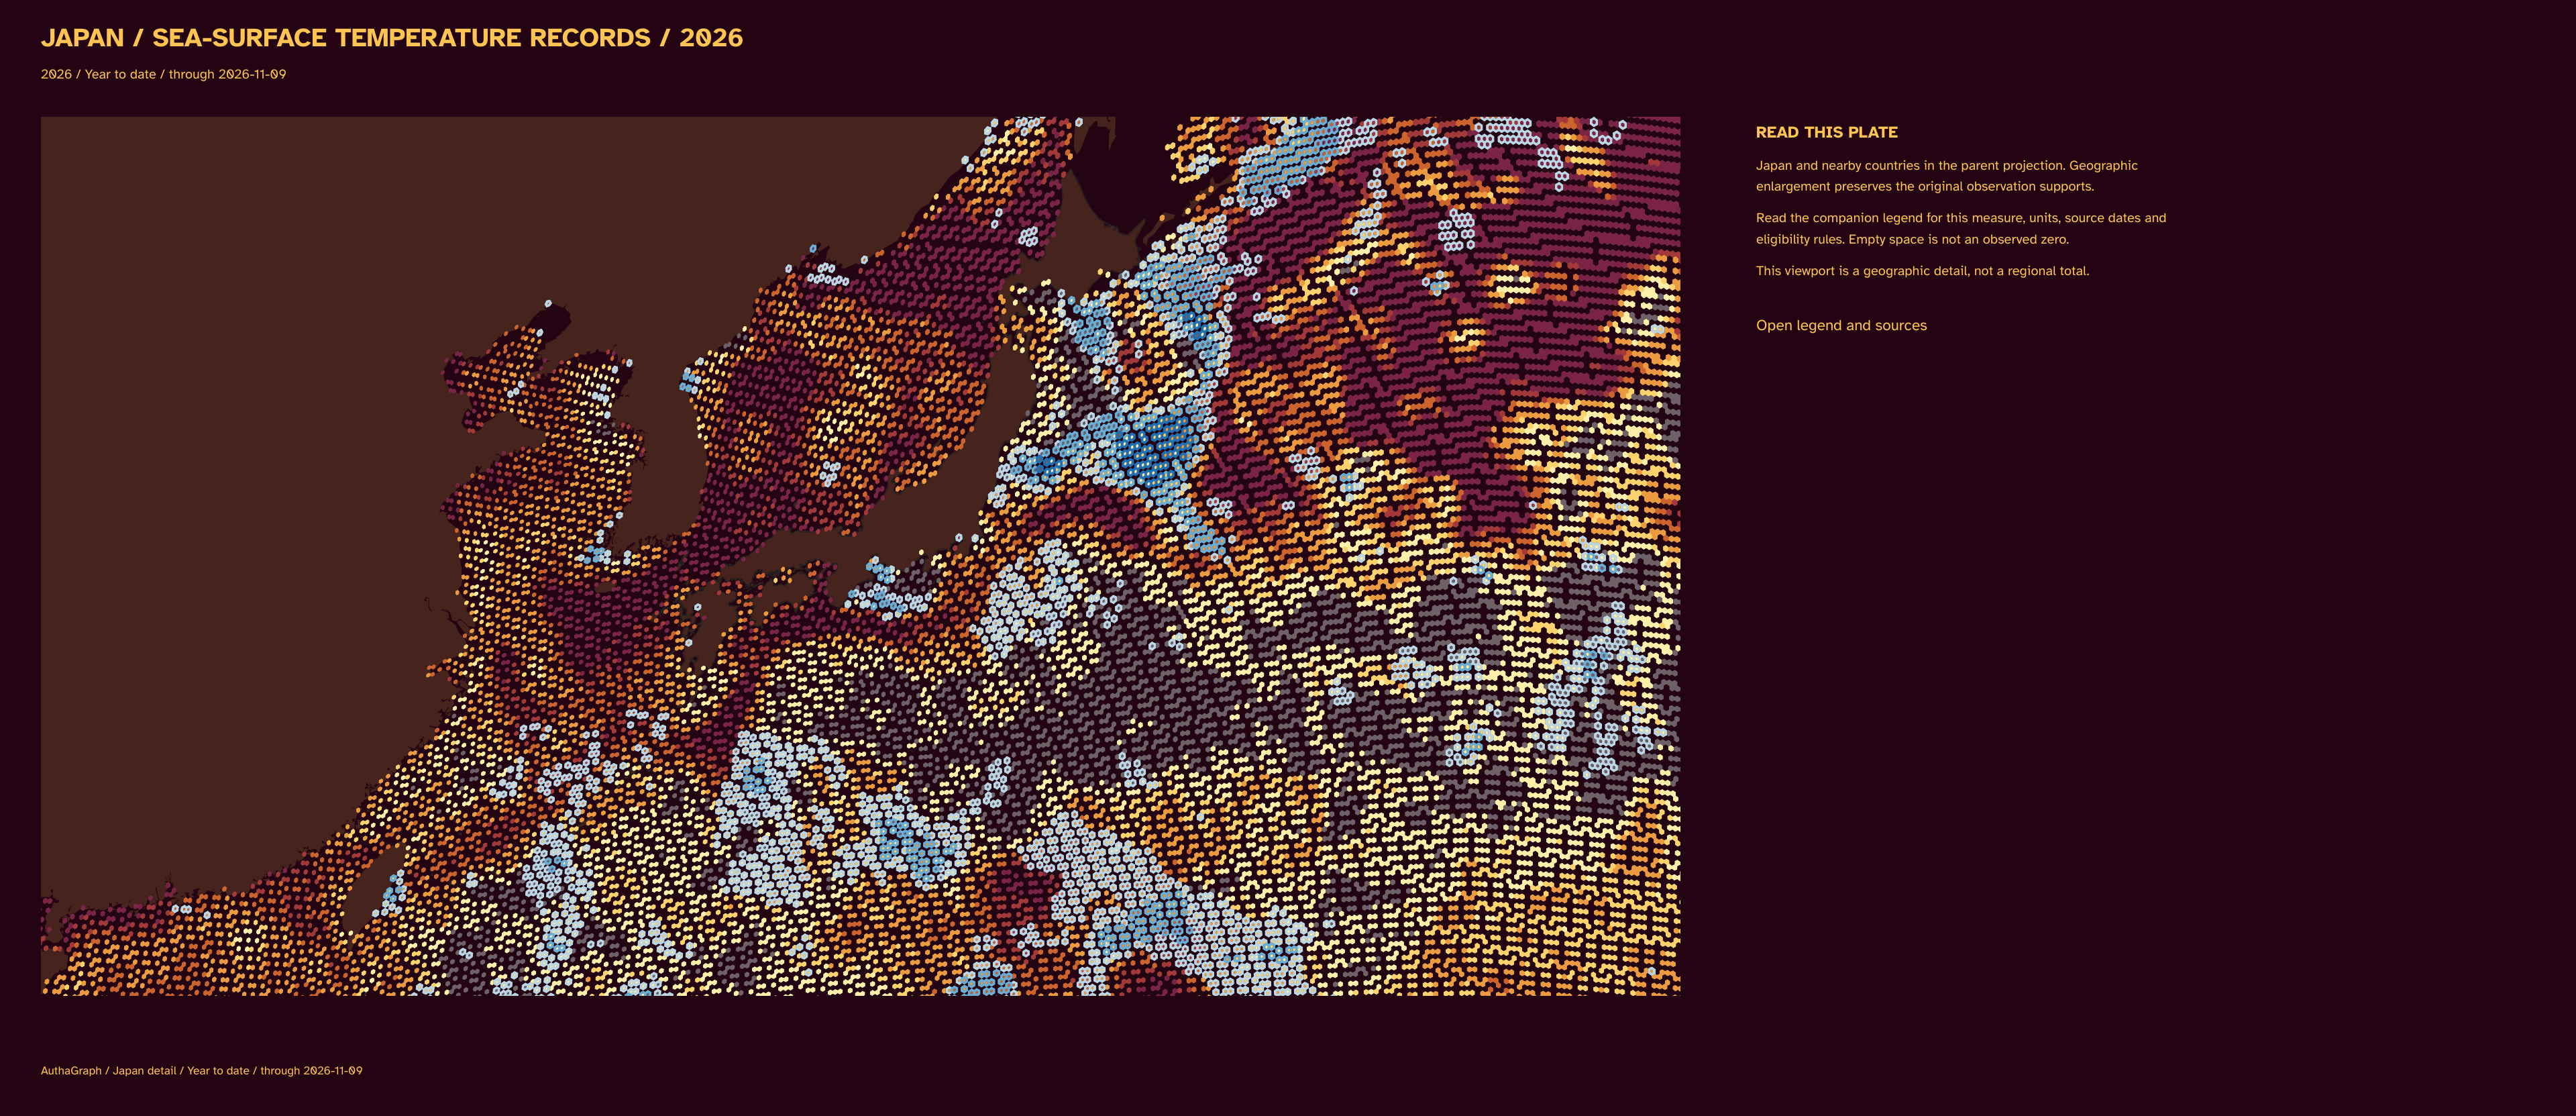 JAPAN / SEA-SURFACE TEMPERATURE RECORDS / 2026
2026 / Year to date / through 2026-11-09
READ THIS PLATE
Japan and nearby countries in the parent projection. Geographic
enlargement preserves the original observation supports.
Read the companion legend for this measure, units, source dates and
eligibility rules. Empty space is not an observed zero.
This viewport is a geographic detail, not a regional total.
Open legend and sources
AuthaGraph / Japan detail / Year to date / through 2026-11-09